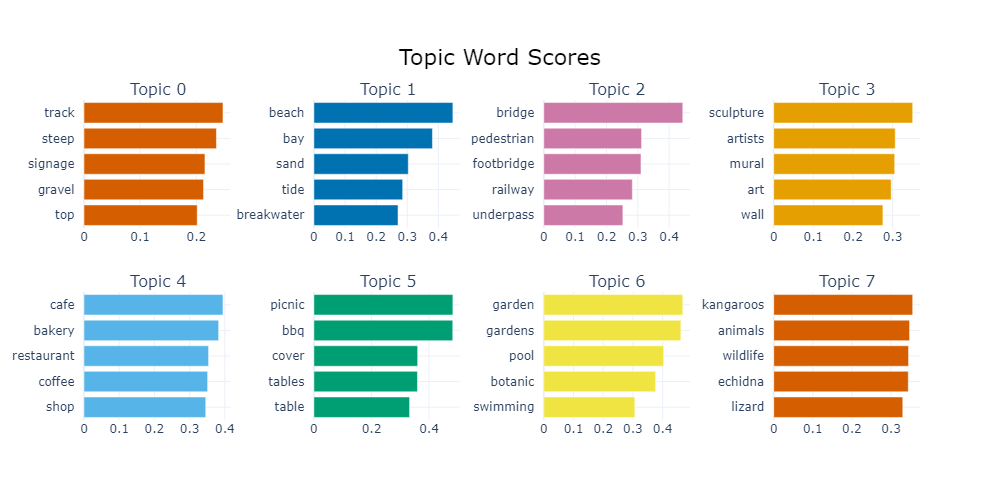 Topic Word Scores
Topic 0
track
steep
signage
gravel
top
0 0.1 0.2
Topic 1
beach
bay
sand
tide
breakwater
0 0.1 0.2 0.3 0.4
Topic 2
bridge
pedestrian
footbridge
railway
underpass
0 0.1 0.2 0.3 0.4
Topic 3
sculpture
artists
mural
art
wall
0 0.1 0.2 0.3
Topic 4
cafe
bakery
restaurant
coffee
shop
0 0.1 0.2 0.3 0.4
Topic 5
picnic
bbq
cover
tables
table
0 0.2 0.4
Topic 6
garden
gardens
pool
botanic
swimming
0 0.1 0.2 0.3 0.4
Topic 7
kangaroos
animals
wildlife
echidna
lizard
0 0.1 0.2 0.3